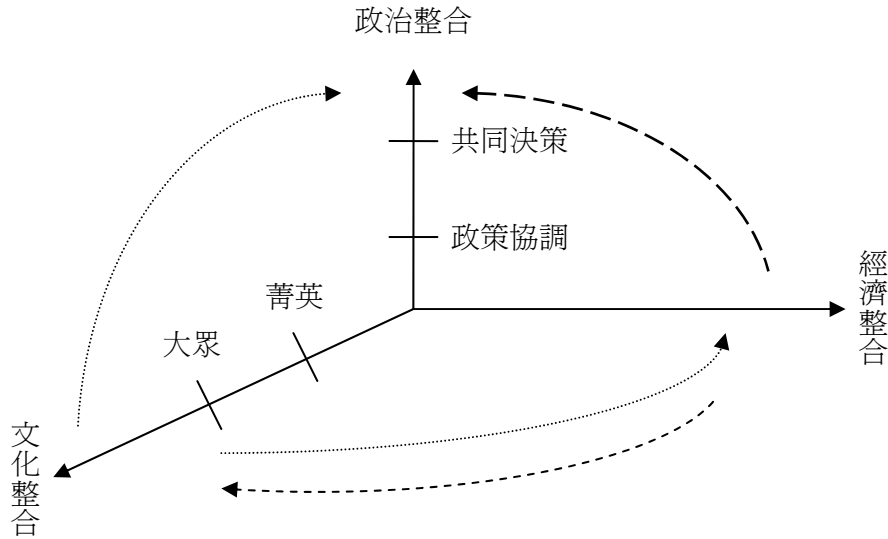 政治整合
共同決策
政策協調
菁英
大眾
經濟整合
文化整合